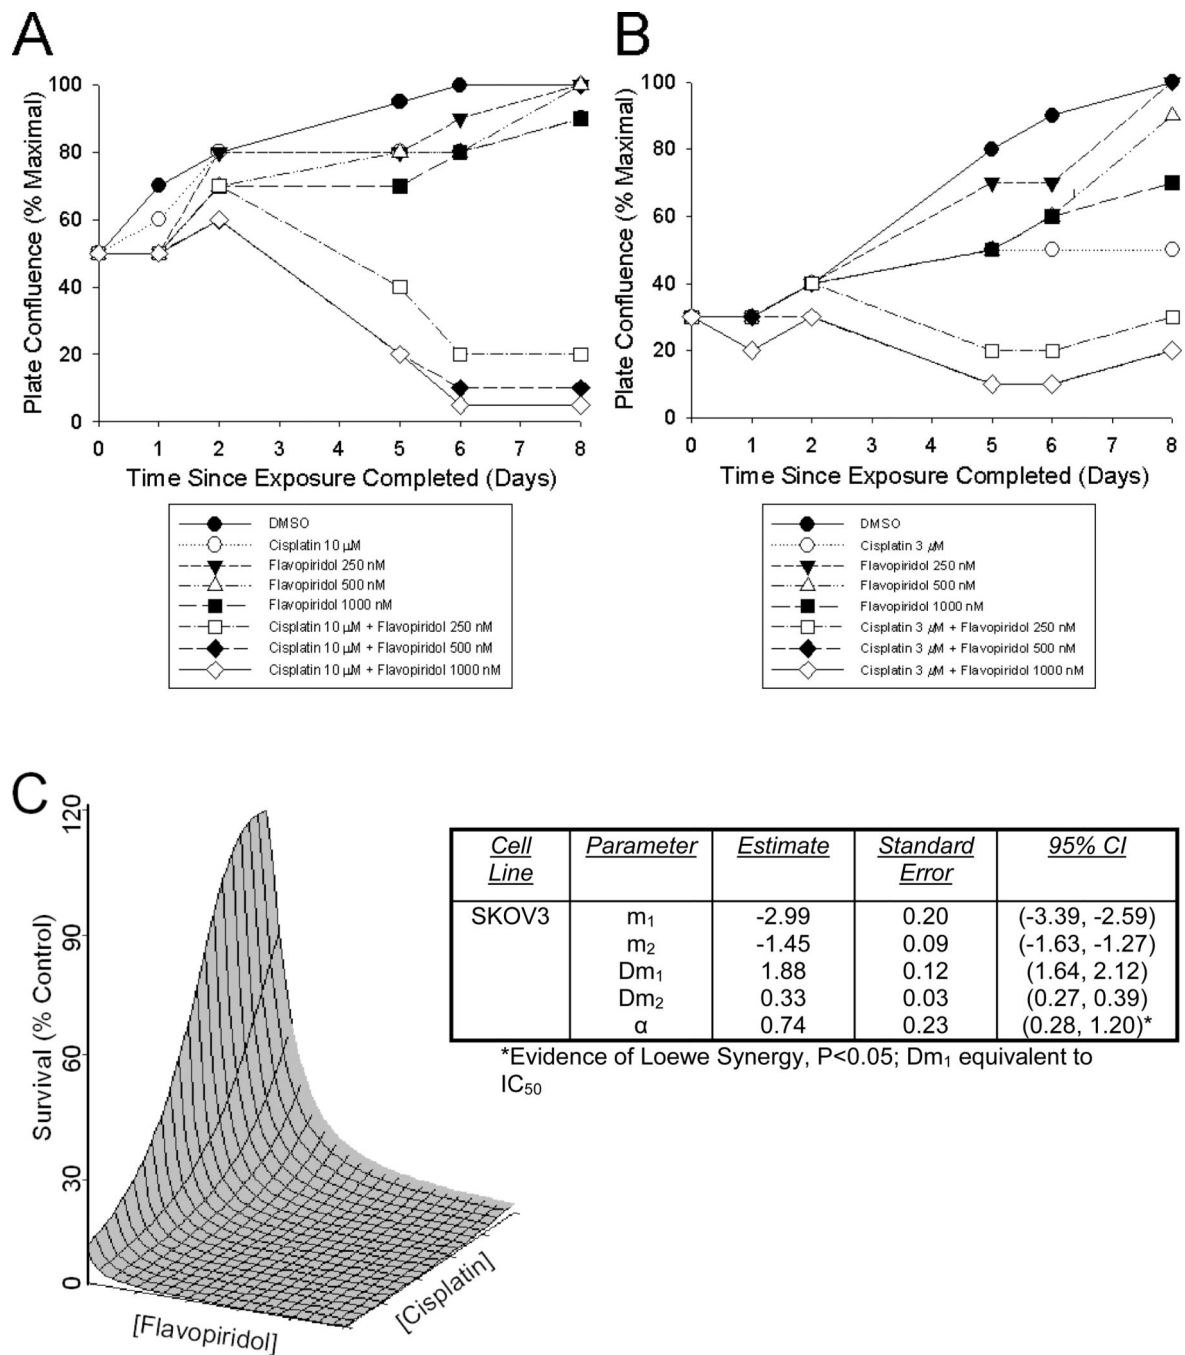 A
B
Plate Confluence (% Maximal)
100
80
60
40
20
0
0 1 2 3 4 5 6 7 8
Time Since Exposure Completed (Days)
DMSO
Cisplatin 10 µM
Flavopiridol 250 nM
Flavopiridol 500 nM
Flavopiridol 1000 nM
Cisplatin 10 µM + Flavopiridol 250 nM
Cisplatin 10 µM + Flavopiridol 500 nM
Cisplatin 10 µM + Flavopiridol 1000 nM
Plate Confluence (% Maximal)
100
80
60
40
20
0
0 1 2 3 4 5 6 7 8
Time Since Exposure Completed (Days)
DMSO
Cisplatin 3 µM
Flavopiridol 250 nM
Flavopiridol 500 nM
Flavopiridol 1000 nM
Cisplatin 3 µM + Flavopiridol 250 nM
Cisplatin 3 µM + Flavopiridol 500 nM
Cisplatin 3 µM + Flavopiridol 1000 nM
C
Survival (% Control)
120
90
60
30
0
[Flavopiridol]
[Cisplatin]
Cell Line Parameter Estimate Standard Error 95% CI
SKOV3 m₁ -2.99 0.20 (-3.39, -2.59)
m₂ -1.45 0.09 (-1.63, -1.27)
Dm₁ 1.88 0.12 (1.64, 2.12)
Dm₂ 0.33 0.03 (0.27, 0.39)
α 0.74 0.23 (0.28, 1.20)*
*Evidence of Loewe Synergy, P<0.05; Dm₁ equivalent to
IC₅₀